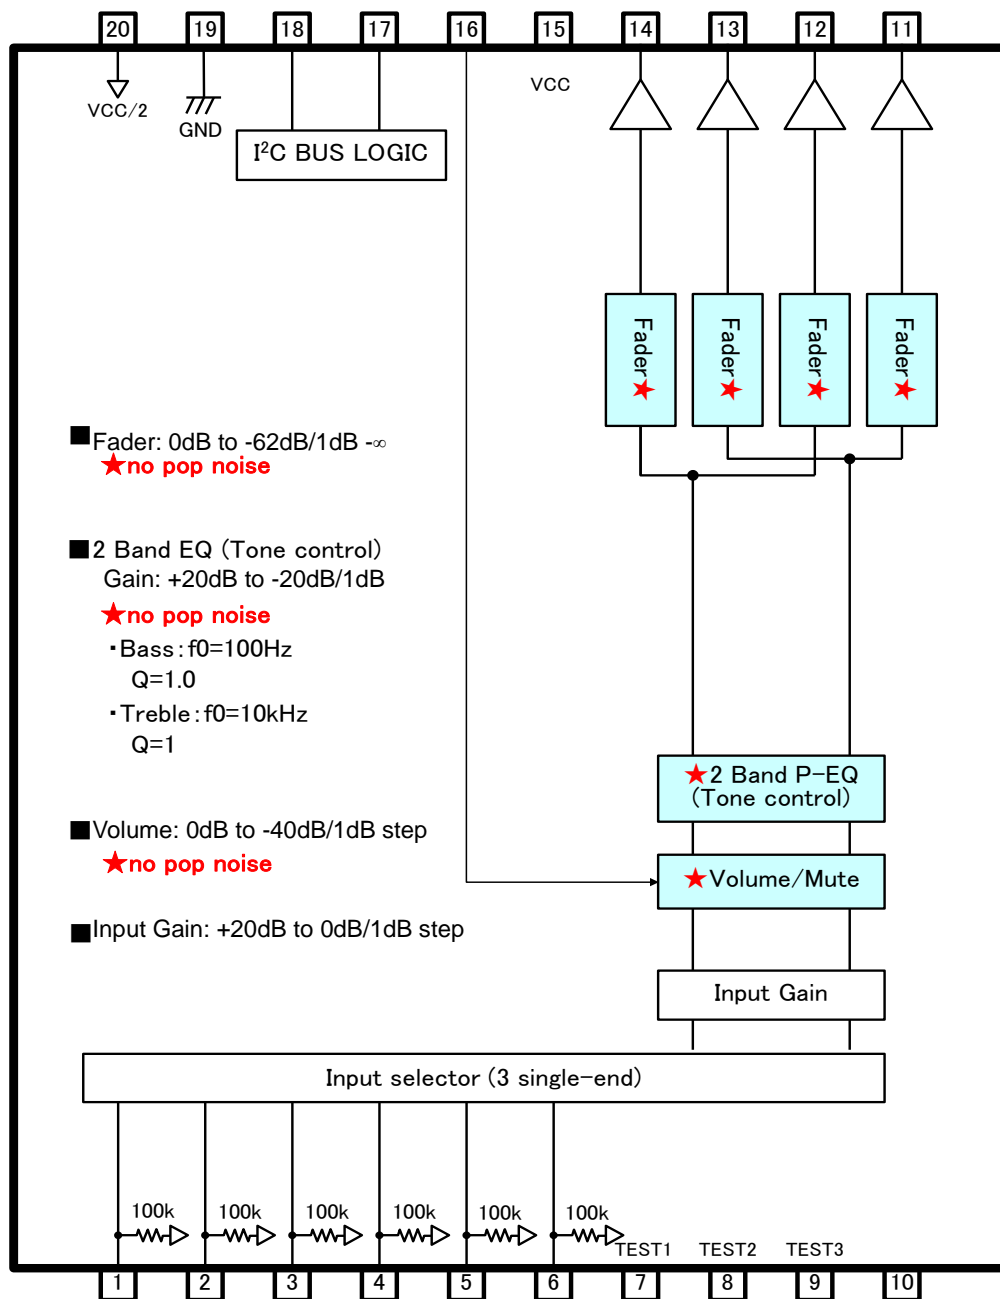 20 19 18 17 16 15 14 13 12 11
VCC/2
GND
VCC
I²C BUS LOGIC
Fader★ Fader★ Fader★ Fader★
■Fader: 0dB to -62dB/1dB -∞
★no pop noise
■2 Band EQ (Tone control)
Gain: +20dB to -20dB/1dB
★no pop noise
・Bass:f0=100Hz
Q=1.0
・Treble:f0=10kHz
Q=1
★2 Band P-EQ
(Tone control)
■Volume: 0dB to -40dB/1dB step
★no pop noise
★Volume/Mute
■Input Gain: +20dB to 0dB/1dB step
Input Gain
Input selector (3 single-end)
100k 100k 100k 100k 100k 100k
TEST1 TEST2 TEST3
1 2 3 4 5 6 7 8 9 10